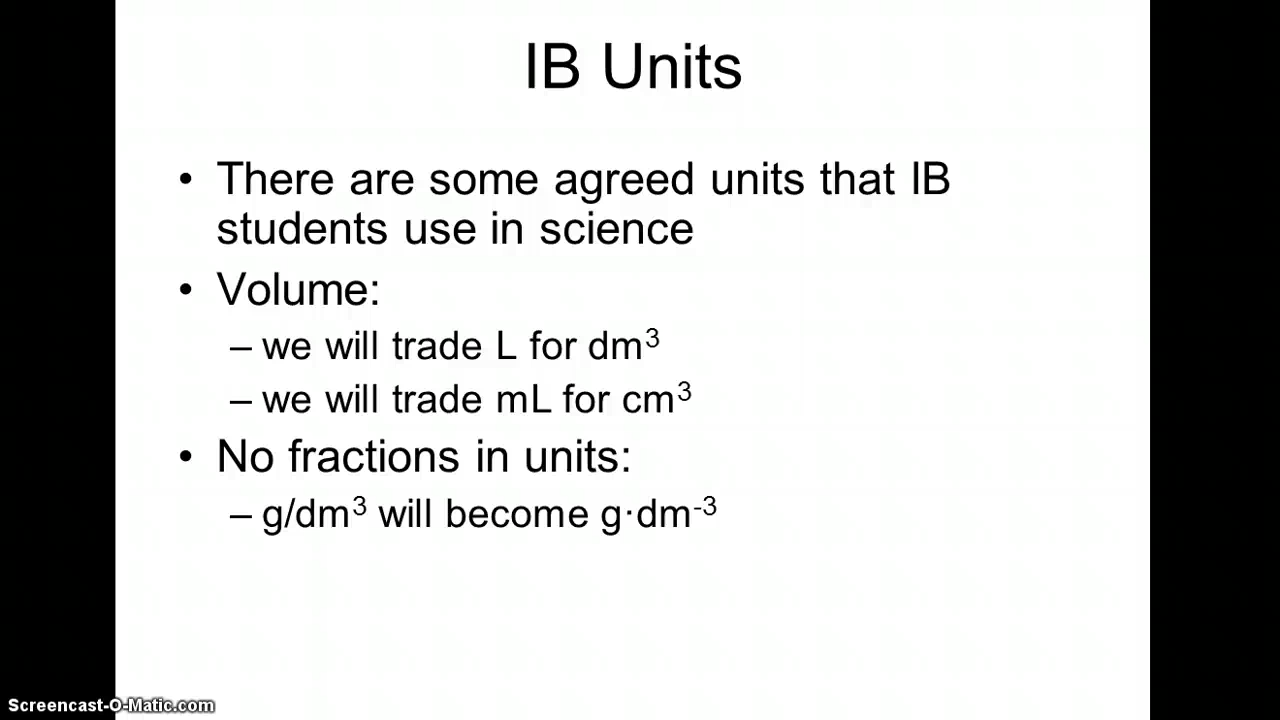 IB Units
• There are some agreed units that IB
students use in science
• Volume:
– we will trade L for dm³
– we will trade mL for cm³
• No fractions in units:
– g/dm³ will become g·dm⁻³
Screencast-O-Matic.com